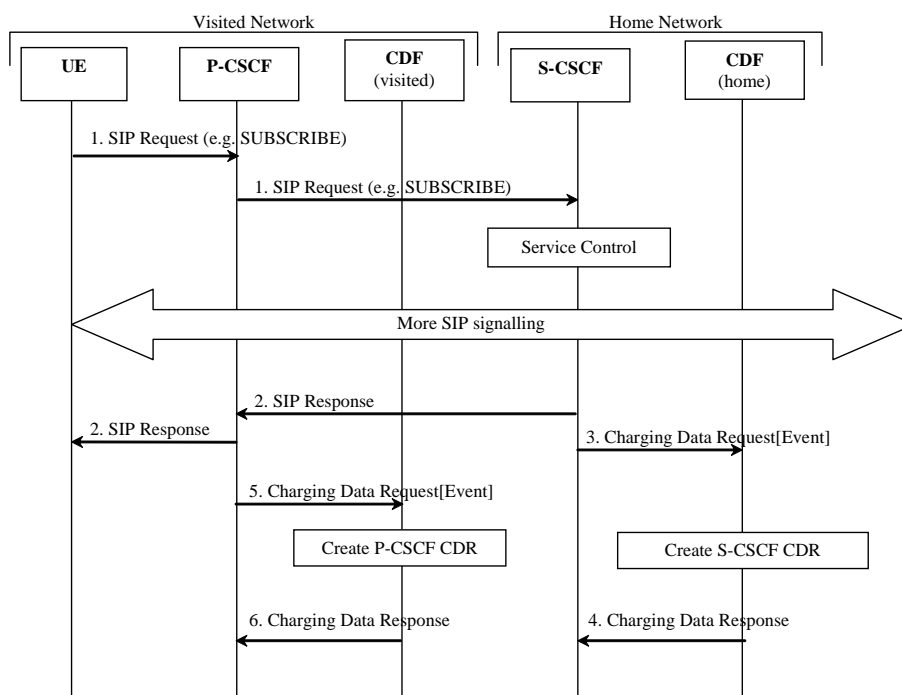 Visited Network
Home Network
UE
P-CSCF
CDF
(visited)
S-CSCF
CDF
(home)
1. SIP Request (e.g. SUBSCRIBE)
1. SIP Request (e.g. SUBSCRIBE)
Service Control
More SIP signalling
2. SIP Response
2. SIP Response
3. Charging Data Request[Event]
5. Charging Data Request[Event]
Create P-CSCF CDR
Create S-CSCF CDR
6. Charging Data Response
4. Charging Data Response